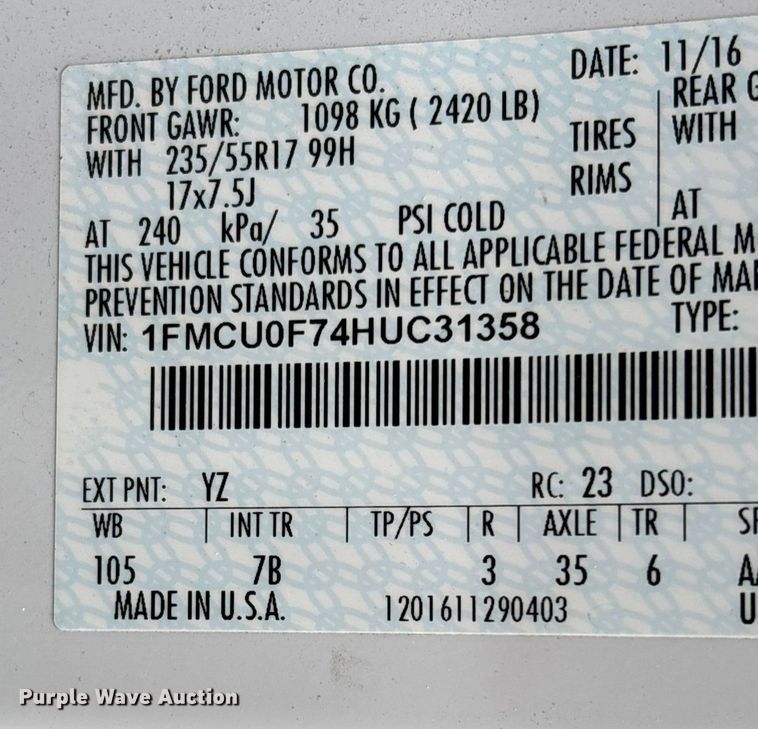 MFD. BY FORD MOTOR CO. DATE: 11/16
FRONT GAWR: 1098 KG ( 2420 LB) REAR
WITH 235/55R17 99H TIRES WITH
17x7.5J RIMS
AT 240 kPa/ 35 PSI COLD AT
THIS VEHICLE CONFORMS TO ALL APPLICABLE FEDERAL
PREVENTION STANDARDS IN EFFECT ON THE DATE OF
VIN: 1FMCU0F74HUC31358 TYPE:
EXT PNT: YZ RC: 23 DSO:
WB INT TR TP/PS R AXLE TR
105 7B 3 35 6
MADE IN U.S.A. 1201611290403
Purple Wave Auction